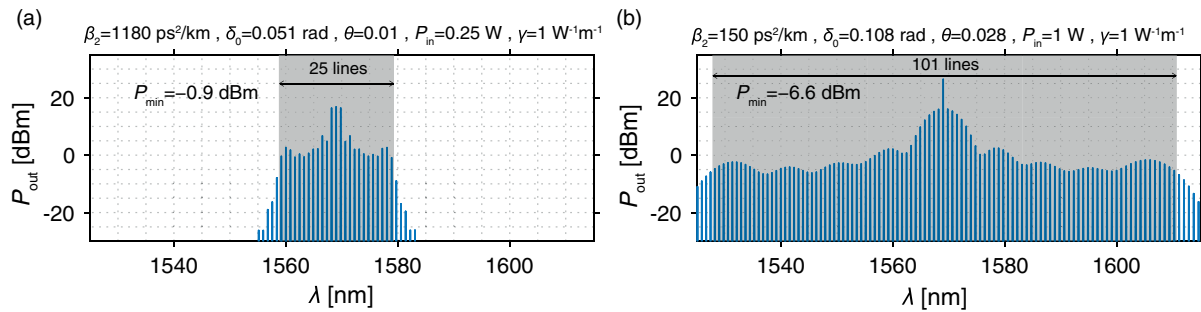 (a)
β2=1180 ps²/km , δ0=0.051 rad , θ=0.01 , Pin=0.25 W , γ=1 W⁻¹m⁻¹
25 lines
Pmin=−0.9 dBm
20
0
-20
Pout [dBm]
1540 1560 1580 1600
λ [nm]
(b)
β2=150 ps²/km , δ0=0.108 rad , θ=0.028 , Pin=1 W , γ=1 W⁻¹m⁻¹
101 lines
Pmin=−6.6 dBm
20
0
-20
Pout [dBm]
1540 1560 1580 1600
λ [nm]